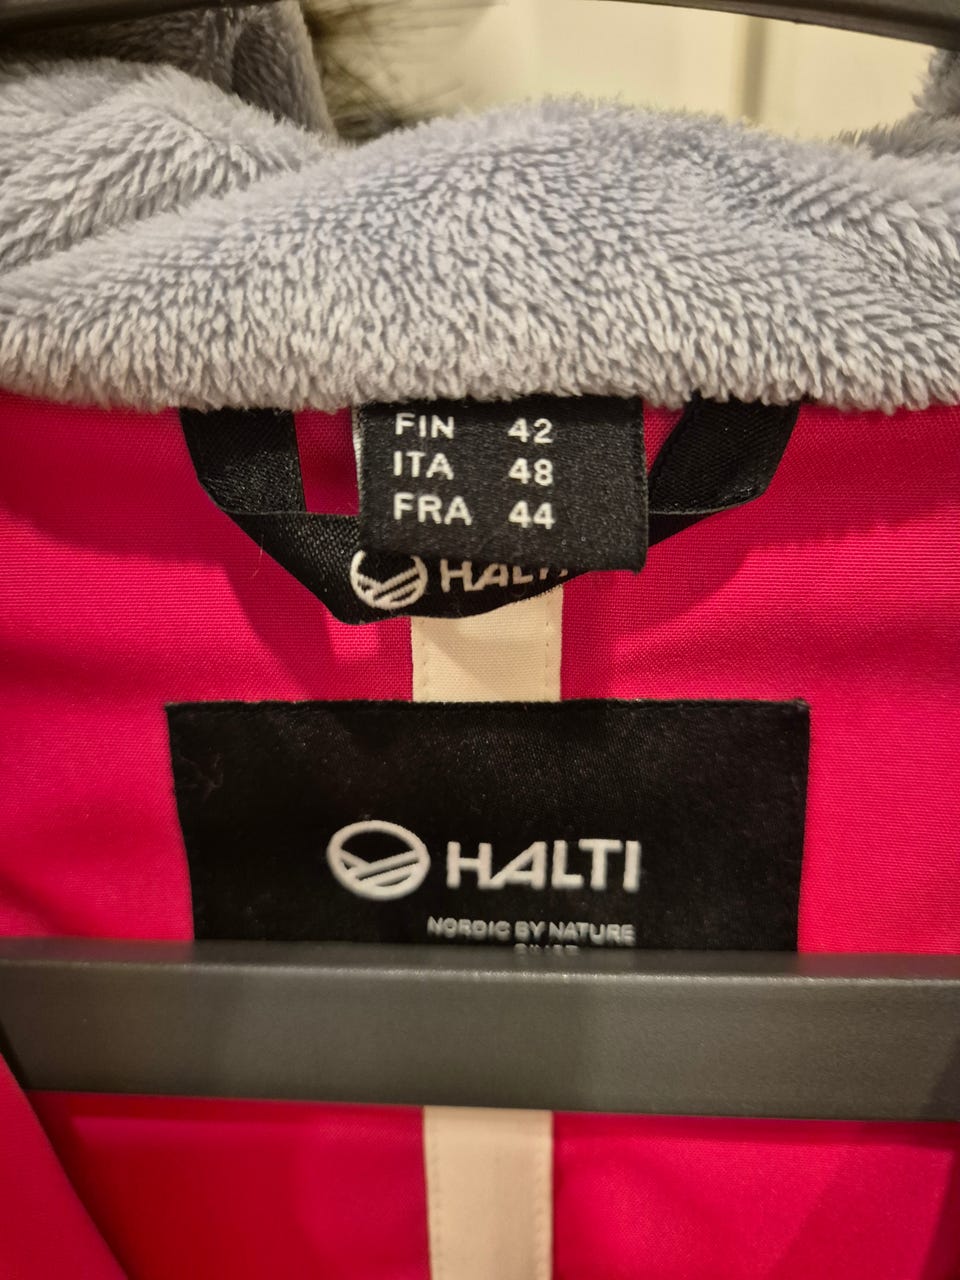 FIN 42
ITA 48
FRA 44
HALTI
HALTI
NORDIC BY NATURE